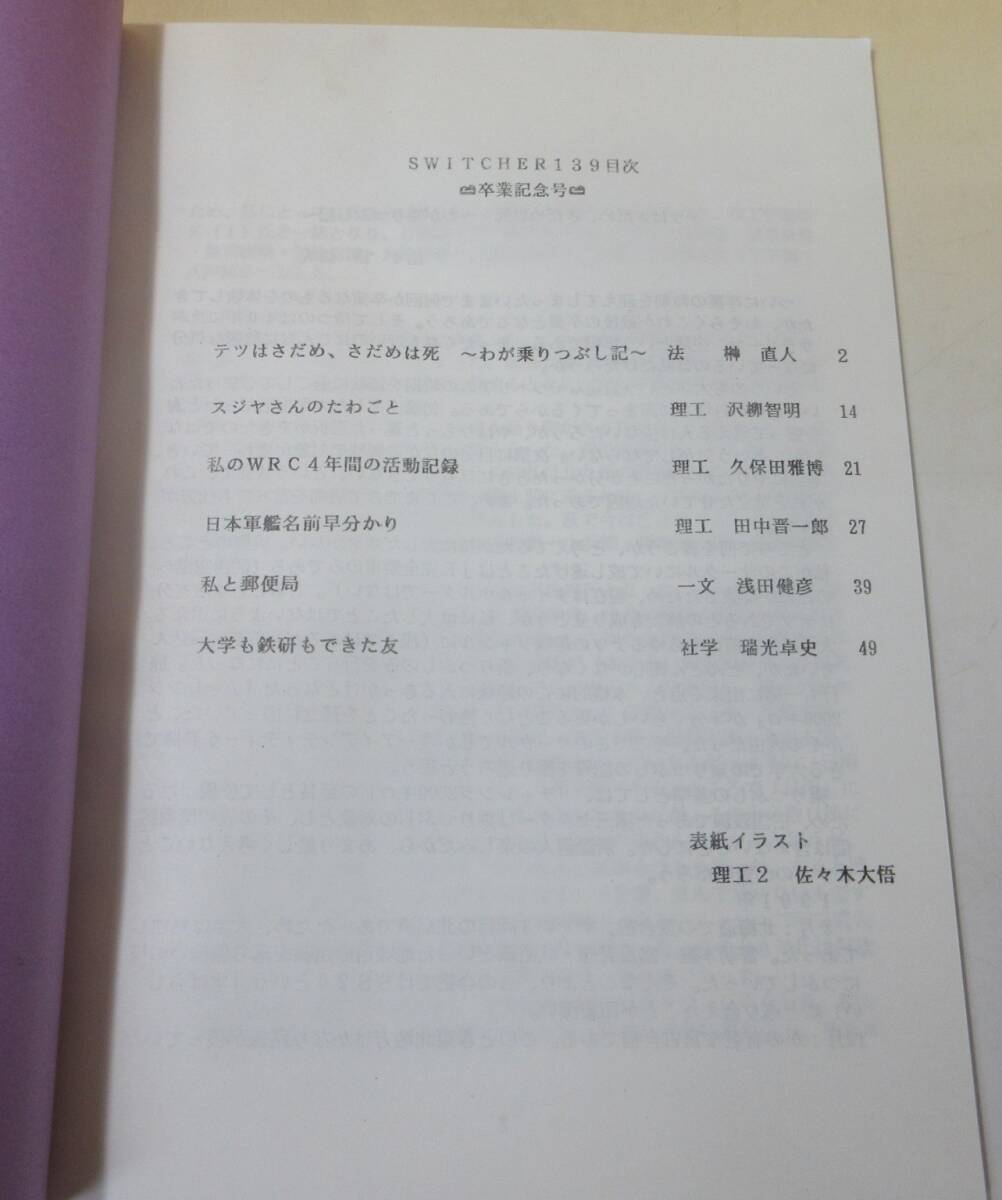 SWITCHER139目次
卒業記念号
テツはさだめ、さだめは死 ～わが乗りつぶし記～ 法 榊 直人 2
スジヤさんのたわごと 理工 沢柳智明 14
私のWRC4年間の活動記録 理工 久保田雅博 21
日本軍艦名前早分かり 理工 田中晋一郎 27
私と郵便局 一文 浅田健彦 39
大学も鉄研もできた友 社学 瑞光卓史 49
表紙イラスト
理工2 佐々木大悟